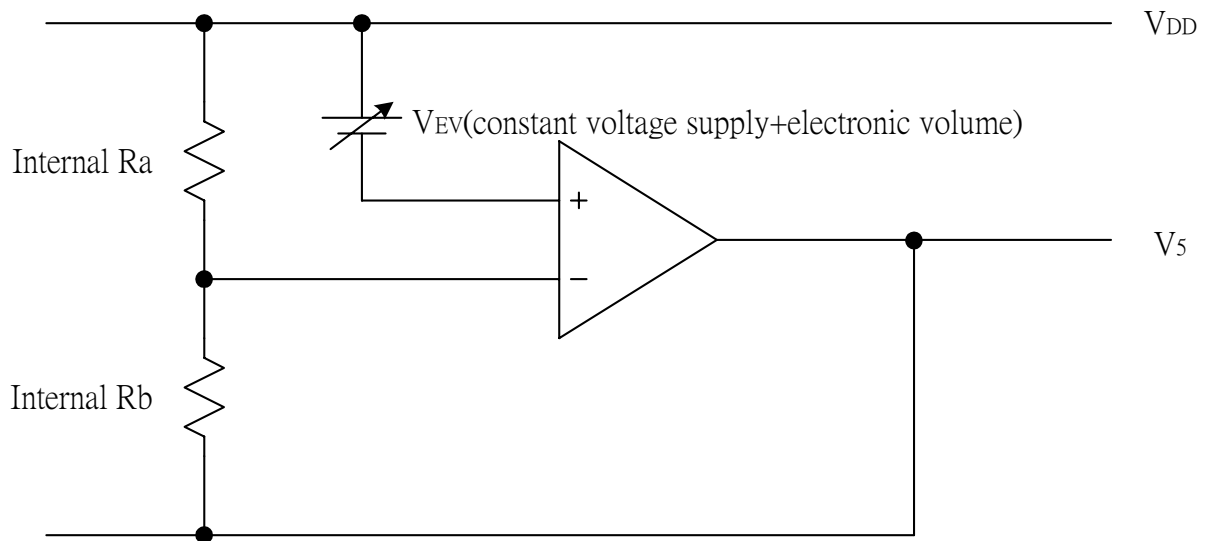 VDD
VEV(constant voltage supply+electronic volume)
Internal Ra
+
V5
−
Internal Rb